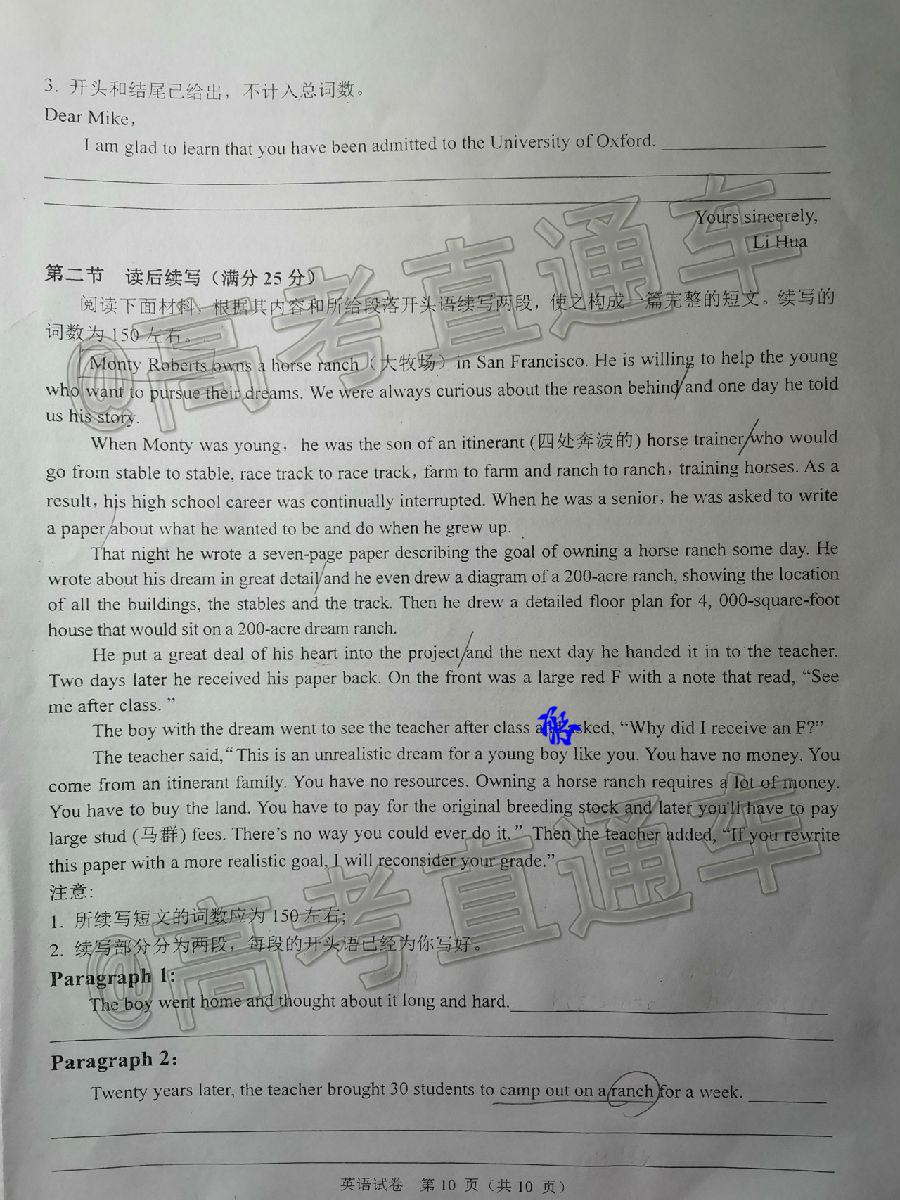 3. 开头和结尾已给出，不计入总词数。
Dear Mike,
I am glad to learn that you have been admitted to the University of Oxford.
Yours sincerely,
Li Hua
第二节 读后续写（满分 25 分）
阅读下面材料，根据其内容和所给段落开头语续写两段，使之构成一篇完整的短文。续写的
词数为 150 左右。
Monty Roberts owns a horse ranch（大牧场）in San Francisco. He is willing to help the young
who want to pursue their dreams. We were always curious about the reason behind and one day he told
us his story.
When Monty was young, he was the son of an itinerant (四处奔波的) horse trainer who would
go from stable to stable, race track to race track, farm to farm and ranch to ranch, training horses. As a
result, his high school career was continually interrupted. When he was a senior, he was asked to write
a paper about what he wanted to be and do when he grew up.
That night he wrote a seven-page paper describing the goal of owning a horse ranch some day. He
wrote about his dream in great detail and he even drew a diagram of a 200-acre ranch, showing the location
of all the buildings, the stables and the track. Then he drew a detailed floor plan for 4, 000-square-foot
house that would sit on a 200-acre dream ranch.
He put a great deal of his heart into the project and the next day he handed it in to the teacher.
Two days later he received his paper back. On the front was a large red F with a note that read, “See
me after class. ”
The boy with the dream went to see the teacher after class asked, “Why did I receive an F?”
The teacher said,“This is an unrealistic dream for a young boy like you. You have no money. You
come from an itinerant family. You have no resources. Owning a horse ranch requires a lot of money.
You have to buy the land. You have to pay for the original breeding stock and later you'll have to pay
large stud (马群) fees. There's no way you could ever do it.” Then the teacher added, “If you rewrite
this paper with a more realistic goal, I will reconsider your grade.”
注意:
1. 所续写短文的词数应为 150 左右;
2. 续写部分分为两段，每段的开头语已经为你写好。
Paragraph 1:
The boy went home and thought about it long and hard.
Paragraph 2:
Twenty years later, the teacher brought 30 students to camp out on a ranch for a week.
英语试卷 第 10 页（共 10 页）
@高考直通车
@高考直通车